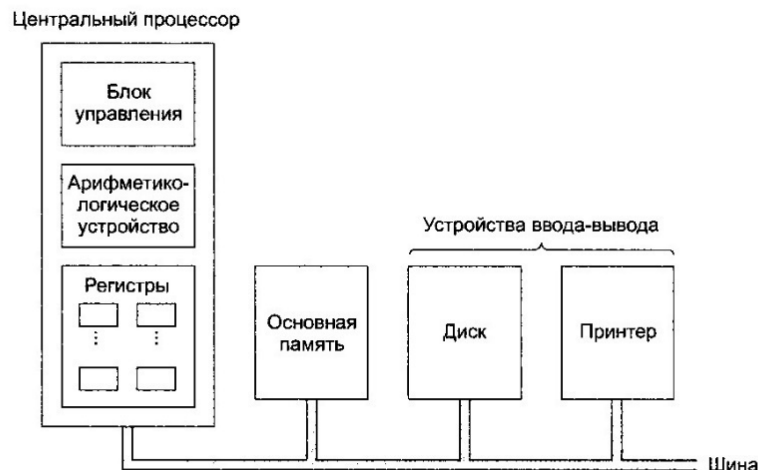 Центральный процессор
Блок
управления
Арифметико-
логическое
устройство
Регистры
Устройства ввода-вывода
Основная
память
Диск
Принтер
Шина